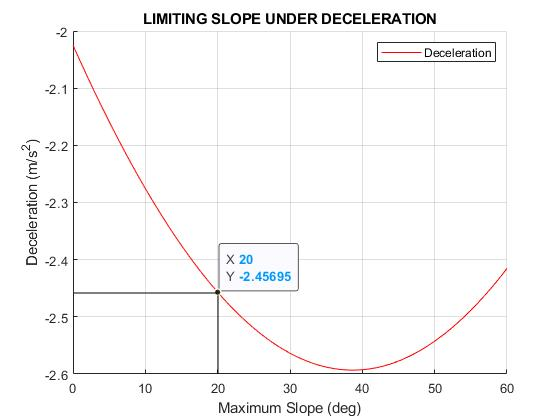 LIMITING SLOPE UNDER DECELERATION
Deceleration
-2
-2.1
-2.2
-2.3
-2.4
-2.5
-2.6
Deceleration (m/s²)
X 20
Y -2.45695
0 10 20 30 40 50 60
Maximum Slope (deg)